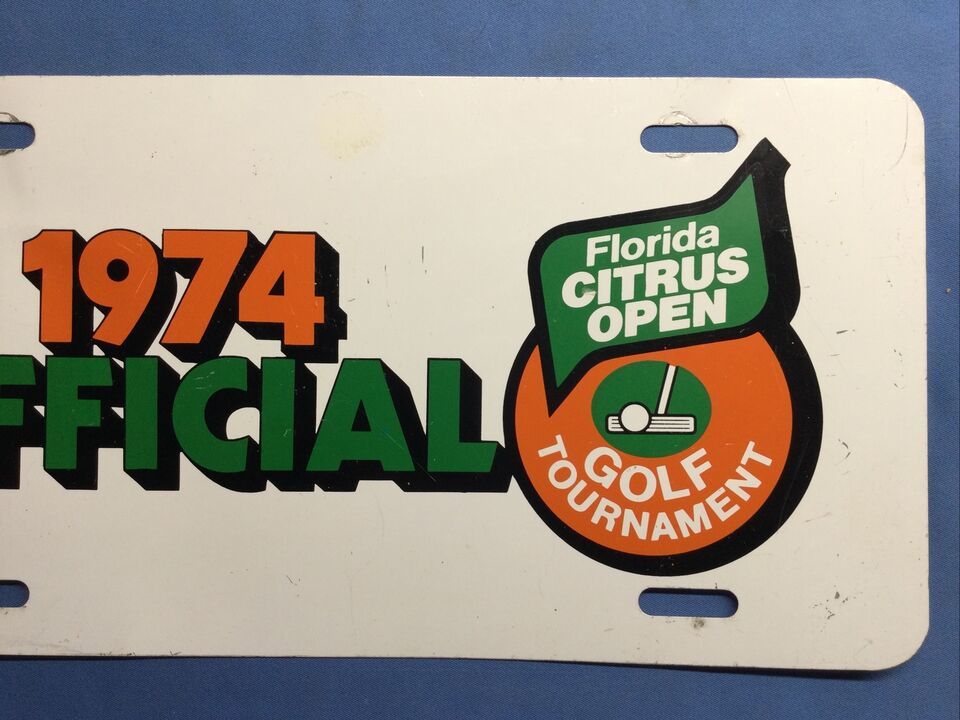 1974
FFICIAL
Florida
CITRUS
OPEN
GOLF
TOURNAMENT